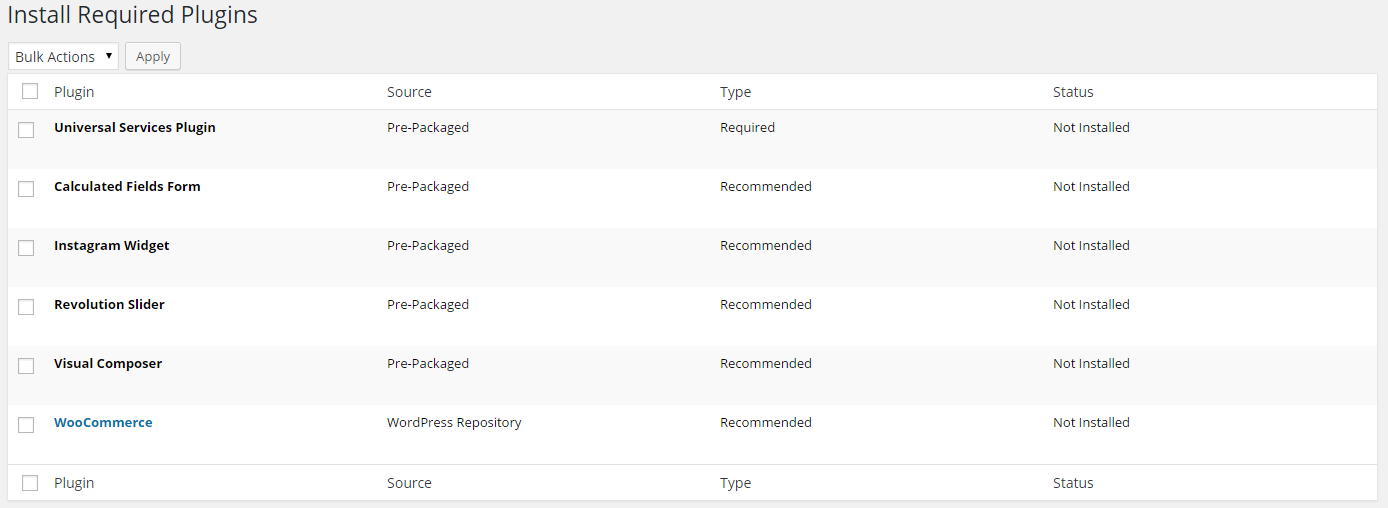 Install Required Plugins
Bulk Actions Apply
Plugin Source Type Status
Universal Services Plugin Pre-Packaged Required Not Installed
Calculated Fields Form Pre-Packaged Recommended Not Installed
Instagram Widget Pre-Packaged Recommended Not Installed
Revolution Slider Pre-Packaged Recommended Not Installed
Visual Composer Pre-Packaged Recommended Not Installed
WooCommerce WordPress Repository Recommended Not Installed
Plugin Source Type Status